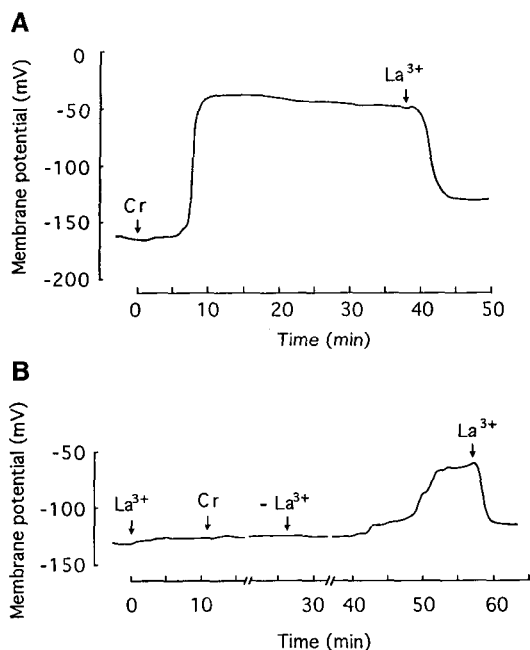 A
Membrane potential (mV)
0
-50
-100
-150
-200
Cr
La3+
0 10 20 30 40 50
Time (min)
B
Membrane potential (mV)
-50
-100
-150
La3+
Cr
- La3+
La3+
0 10 30 40 50 60
Time (min)